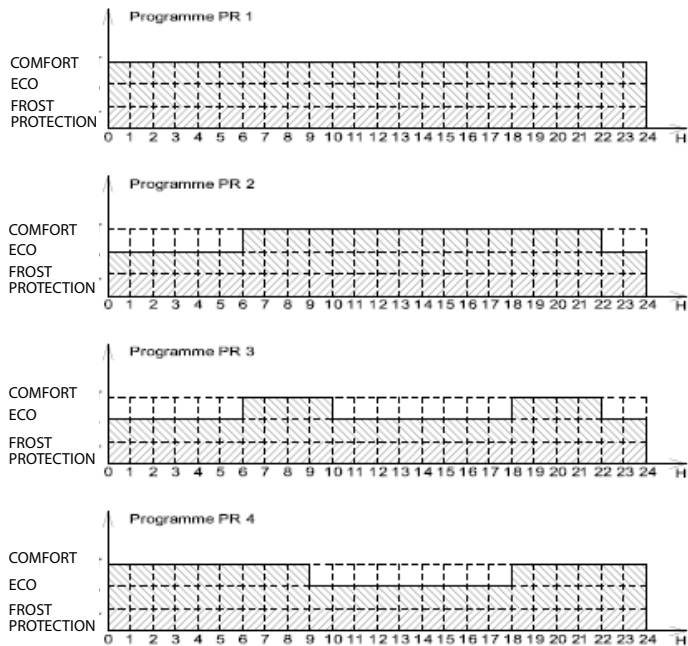 Programme PR 1
COMFORT
ECO
FROST
PROTECTION
0 1 2 3 4 5 6 7 8 9 10 11 12 13 14 15 16 17 18 19 20 21 22 23 24 H
Programme PR 2
COMFORT
ECO
FROST
PROTECTION
0 1 2 3 4 5 6 7 8 9 10 11 12 13 14 15 16 17 18 19 20 21 22 23 24 H
Programme PR 3
COMFORT
ECO
FROST
PROTECTION
0 1 2 3 4 5 6 7 8 9 10 11 12 13 14 15 16 17 18 19 20 21 22 23 24 H
Programme PR 4
COMFORT
ECO
FROST
PROTECTION
0 1 2 3 4 5 6 7 8 9 10 11 12 13 14 15 16 17 18 19 20 21 22 23 24 H